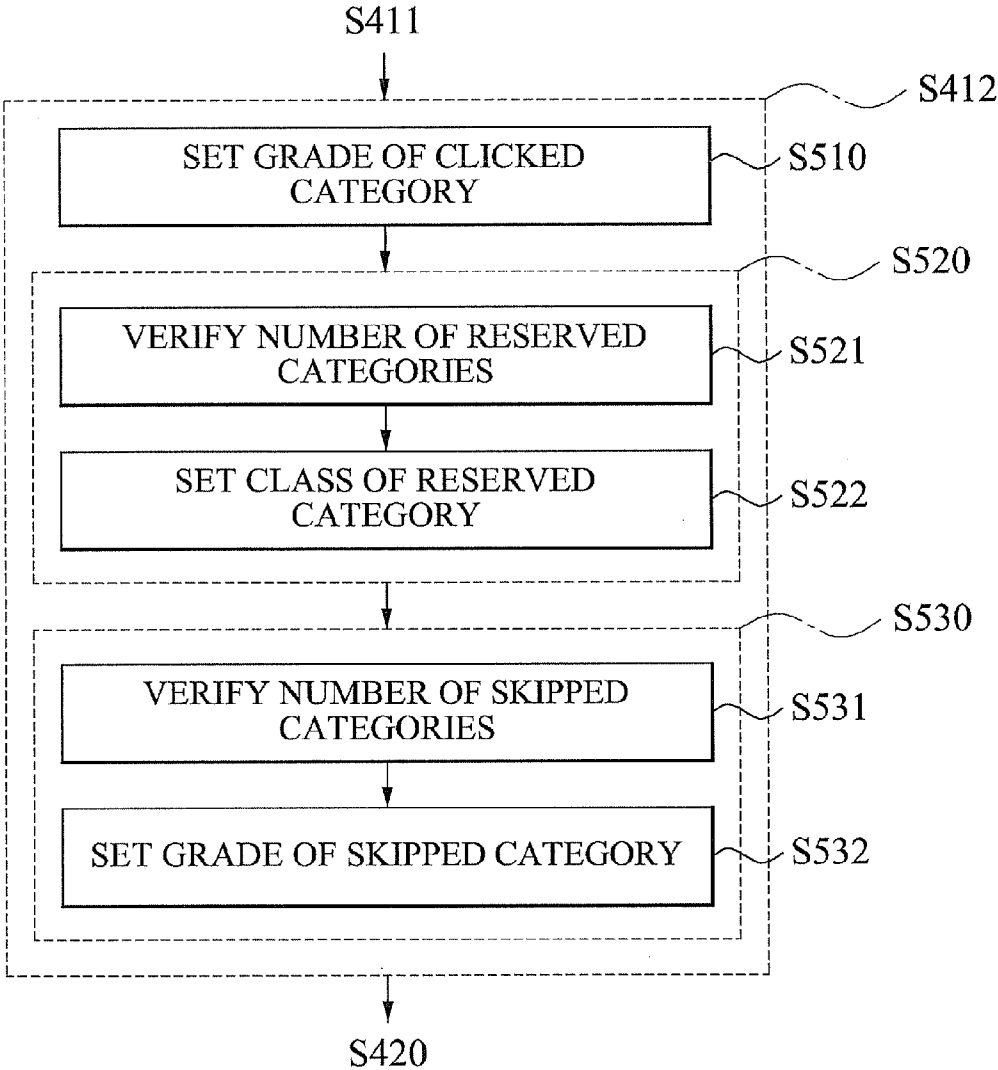 S411
S412
SET GRADE OF CLICKED
CATEGORY
S510
S520
VERIFY NUMBER OF RESERVED
CATEGORIES
S521
SET CLASS OF RESERVED
CATEGORY
S522
S530
VERIFY NUMBER OF SKIPPED
CATEGORIES
S531
SET GRADE OF SKIPPED CATEGORY
S532
S420